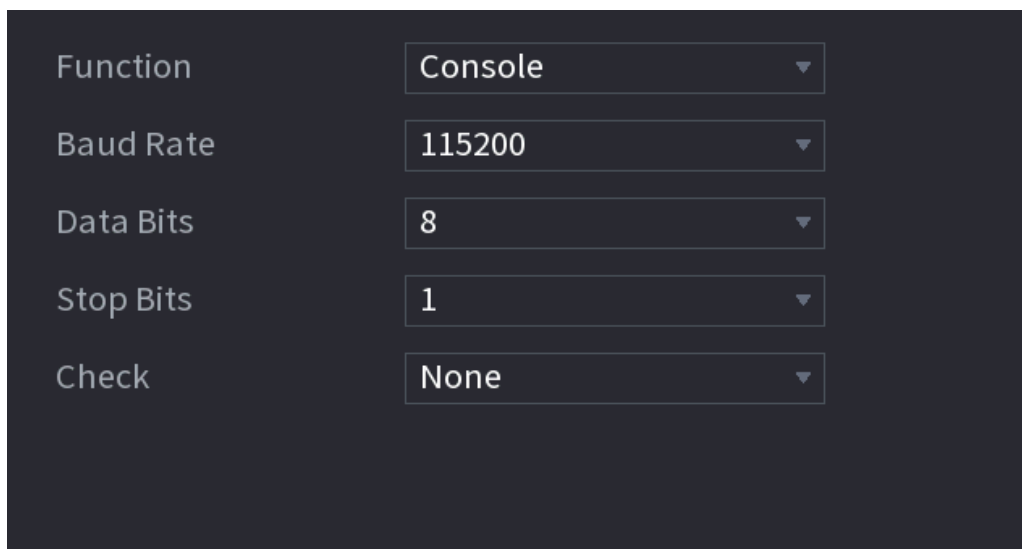 Function Console
Baud Rate 115200
Data Bits 8
Stop Bits 1
Check None